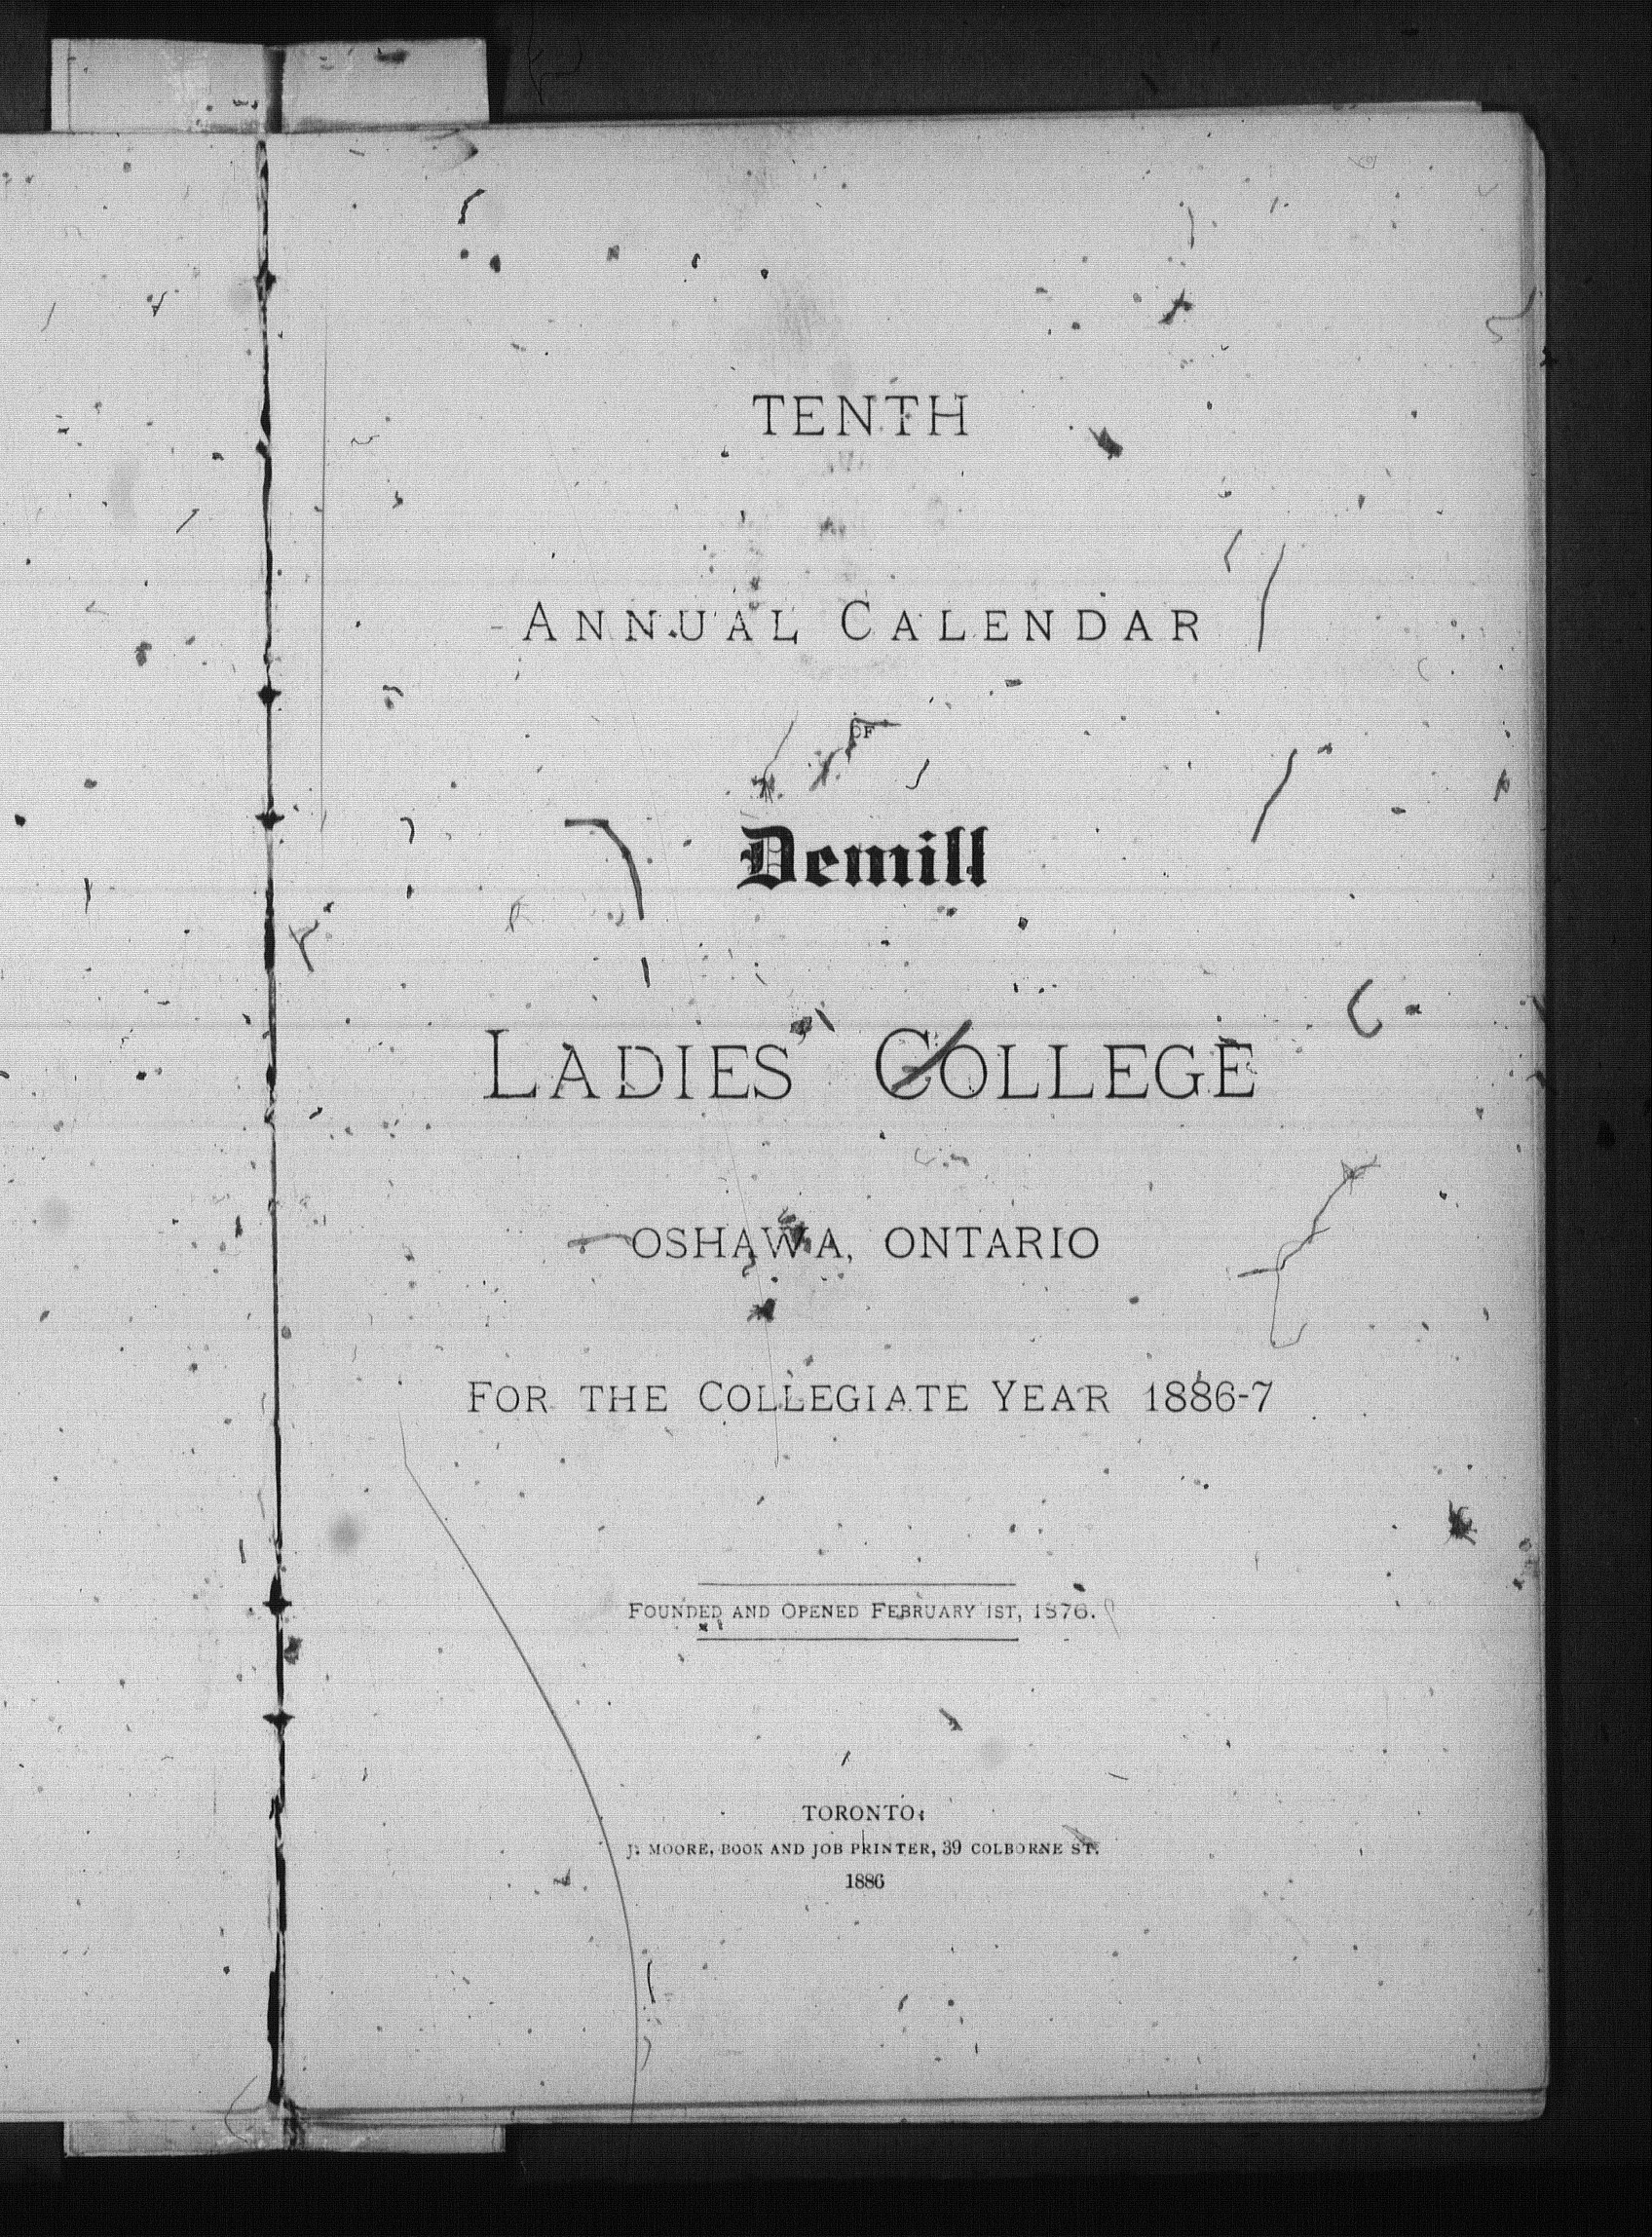 TENTH
ANNUAL CALENDAR
OF
Demill
LADIES' COLLEGE
OSHAWA, ONTARIO
FOR THE COLLEGIATE YEAR 1886-7
FOUNDED AND OPENED FEBRUARY 1ST, 1876.
TORONTO:
J. MOORE, BOOK AND JOB PRINTER, 39 COLBORNE ST.
1886